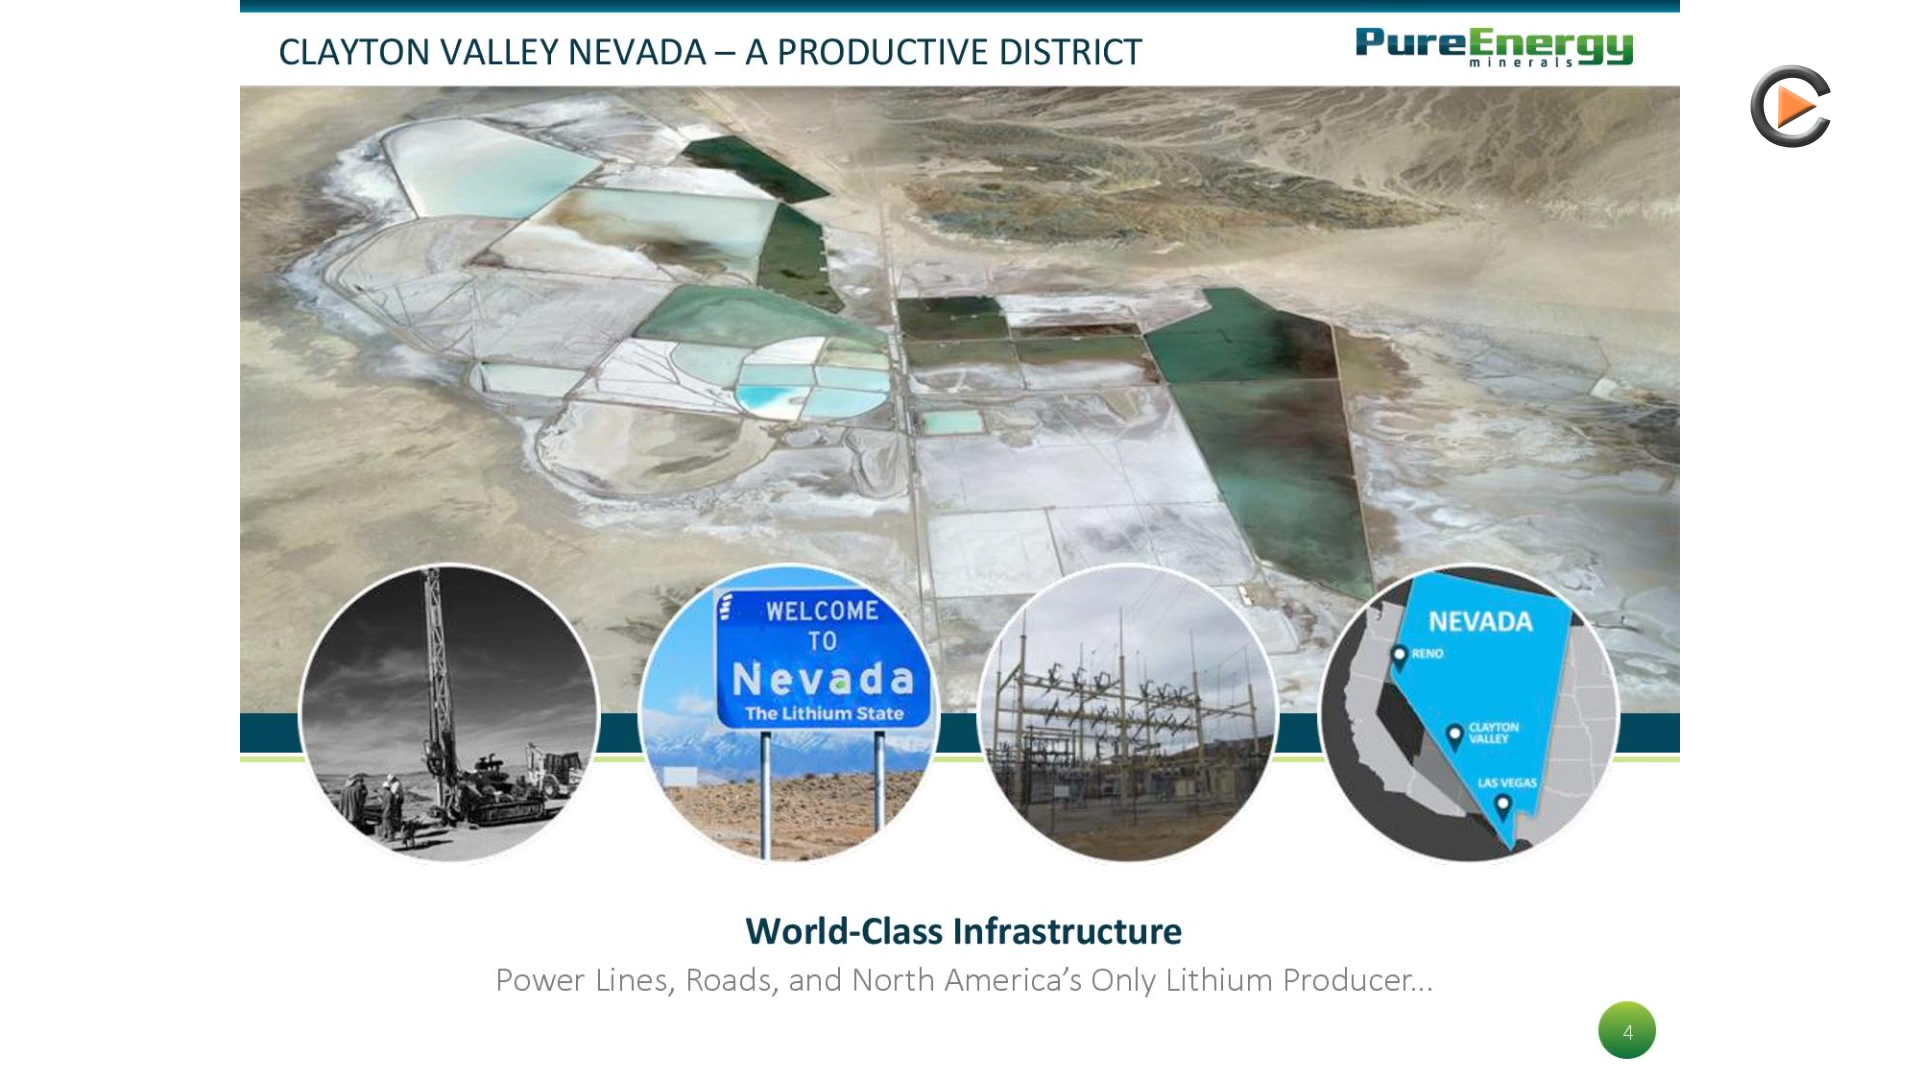 CLAYTON VALLEY NEVADA – A PRODUCTIVE DISTRICT
PureEnergy
minerals
WELCOME
TO
Nevada
The Lithium State
NEVADA
RENO
CLAYTON
VALLEY
LAS VEGAS
World-Class Infrastructure
Power Lines, Roads, and North America’s Only Lithium Producer...
4